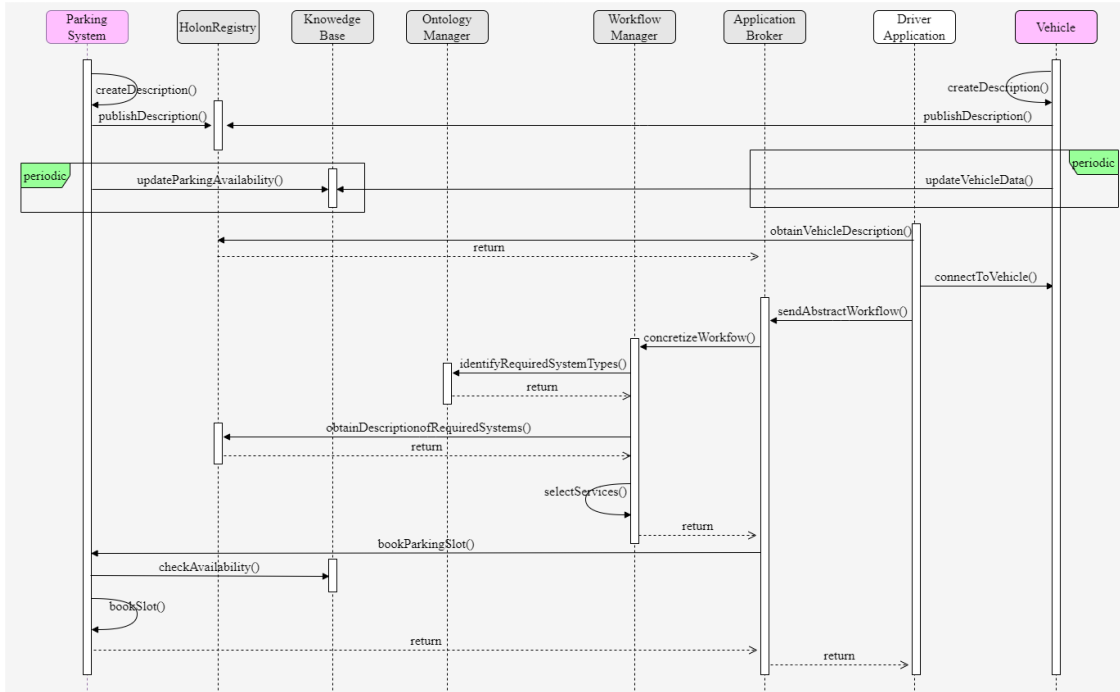 Parking
System
HolonRegistry
Knowedge
Base
Ontology
Manager
Workflow
Manager
Application
Broker
Driver
Application
Vehicle
createDescription()
createDescription()
publishDescription()
publishDescription()
periodic
periodic
updateParkingAvailability()
updateVehicleData()
obtainVehicleDescription()
return
connectToVehicle()
sendAbstractWorkflow()
concretizeWorkfow()
identifyRequiredSystemTypes()
return
obtainDescriptionofRequiredSystems()
return
selectServices()
return
bookParkingSlot()
checkAvailability()
bookSlot()
return
return